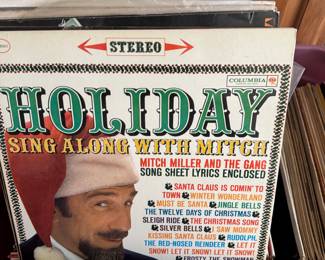 STEREO
COLUMBIA
HOLIDAY
SING ALONG WITH MITCH
MITCH MILLER AND THE GANG
SONG SHEET LYRICS ENCLOSED
SANTA CLAUS IS COMIN' TO
TOWN WINTER WONDERLAND
MUST BE SANTA JINGLE BELLS
THE TWELVE DAYS OF CHRISTMAS
SLEIGH RIDE THE CHRISTMAS SONG
SILVER BELLS I SAW MOMMY
KISSING SANTA CLAUS RUDOLPH,
THE RED-NOSED REINDEER LET IT
SNOW! LET IT SNOW! LET IT SNOW!
FROSTY THE SNOWMAN